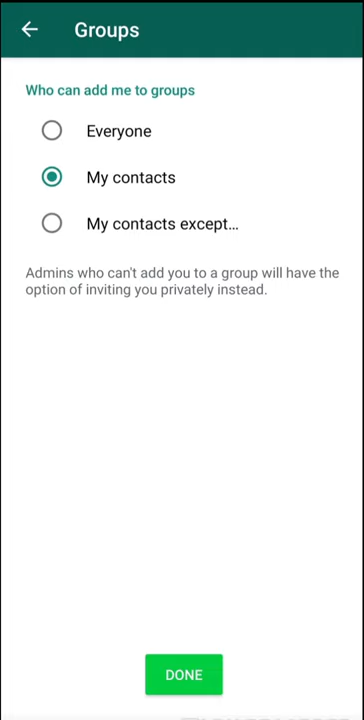 Groups
Who can add me to groups
Everyone
My contacts
My contacts except...
Admins who can't add you to a group will have the
option of inviting you privately instead.
DONE